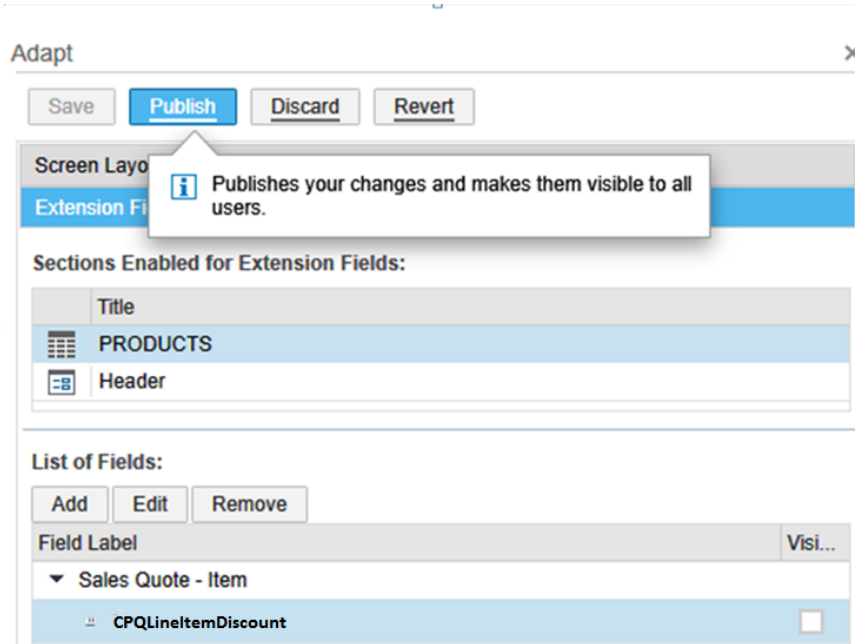 Adapt
Save Publish Discard Revert
Screen Layo
Publishes your changes and makes them visible to all
users.
Extension Fi
Sections Enabled for Extension Fields:
Title
PRODUCTS
Header
List of Fields:
Add Edit Remove
Field Label Visi...
Sales Quote - Item
CPQLineItemDiscount